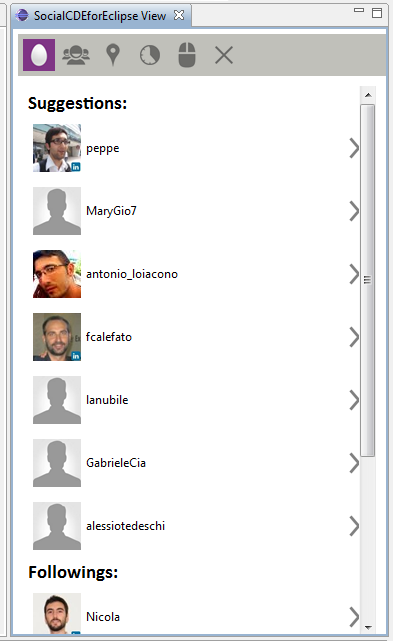 SocialCDEforEclipse View
Suggestions:
peppe
in
MaryGio7
antonio_loiacono
fcalefato
in
lanubile
GabrieleCia
alessiotedeschi
Followings:
Nicola
in